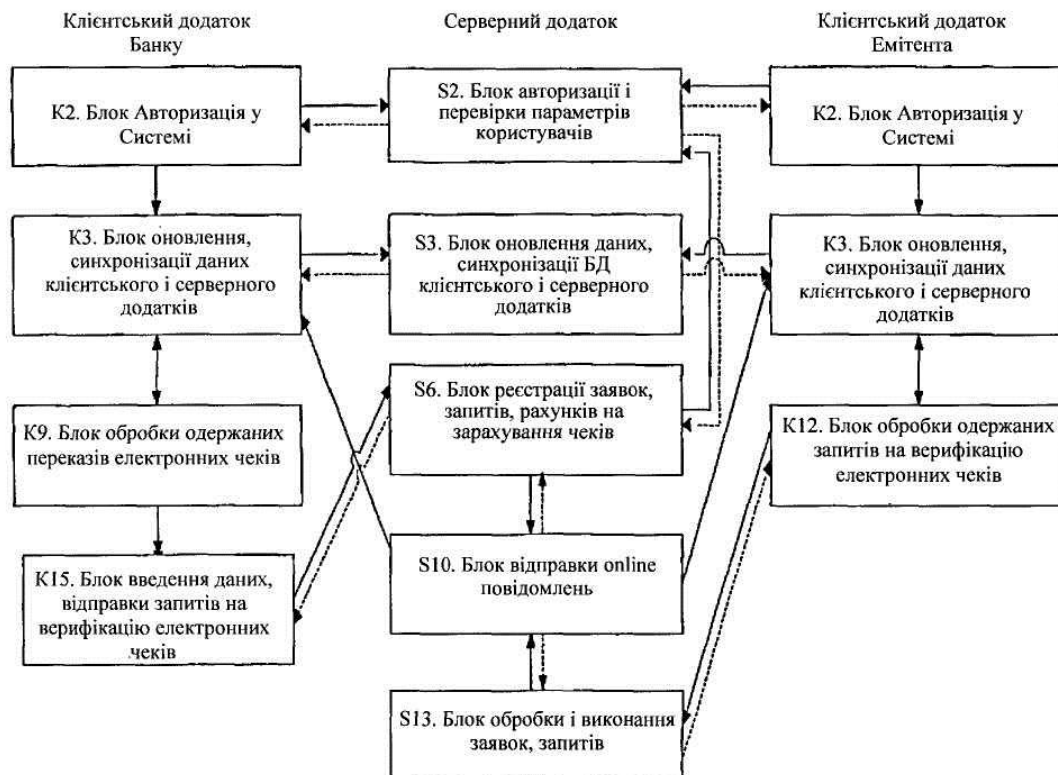 Клієнтський додаток
Банку
Серверний додаток
Клієнтський додаток
Емітента
К2. Блок Авторизація у
Системі
S2. Блок авторизації і
перевірки параметрів
користувачів
К2. Блок Авторизація у
Системі
К3. Блок оновлення,
синхронізації даних
клієнтського і серверного
додатків
S3. Блок оновлення даних,
синхронізації БД
клієнтського і серверного
додатків
К3. Блок оновлення,
синхронізації даних
клієнтського і серверного
додатків
К9. Блок обробки одержаних
переказів електронних чеків
S6. Блок реєстрації заявок,
запитів, рахунків на
зарахування чеків
К12. Блок обробки одержаних
запитів на верифікацію
електронних чеків
К15. Блок введення даних,
відправки запитів на
верифікацію електронних
чеків
S10. Блок відправки online
повідомлень
S13. Блок обробки і виконання
заявок, запитів